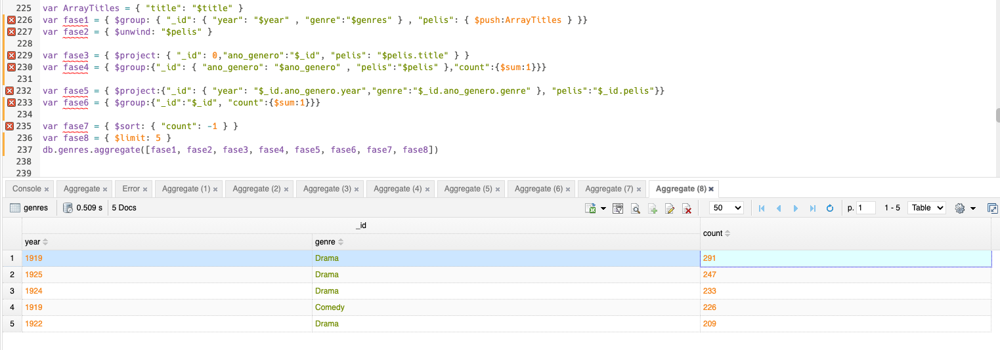 225 var ArrayTitles = { "title": "$title" }
226 var fase1 = { $group: { "_id": { "year": "$year" , "genre":"$genres" } , "pelis": { $push:ArrayTitles } }}
227 var fase2 = { $unwind: "$pelis" }
228
229 var fase3 = { $project: { "_id": 0,"ano_genero":"$_id", "pelis": "$pelis.title" } }
230 var fase4 = { $group:{"_id": { "ano_genero": "$ano_genero" , "pelis":"$pelis" },"count":{$sum:1}}}
231
232 var fase5 = { $project:{"_id": { "year": "$_id.ano_genero.year","genre":"$_id.ano_genero.genre" }, "pelis":"$_id.pelis"}}
233 var fase6 = { $group:{"_id":"$_id", "count":{$sum:1}}}
234
235 var fase7 = { $sort: { "count": -1 } }
236 var fase8 = { $limit: 5 }
237 db.genres.aggregate([fase1, fase2, fase3, fase4, fase5, fase6, fase7, fase8])
238
239
Console × Aggregate × Error × Aggregate (1) × Aggregate (2) × Aggregate (3) × Aggregate (4) × Aggregate (5) × Aggregate (6) × Aggregate (7) × Aggregate (8) ×
genres 0.509 s 5 Docs 50 p. 1 1 - 5 Table
_id
year genre count
1 1919 Drama 291
2 1925 Drama 247
3 1924 Drama 233
4 1919 Comedy 226
5 1922 Drama 209